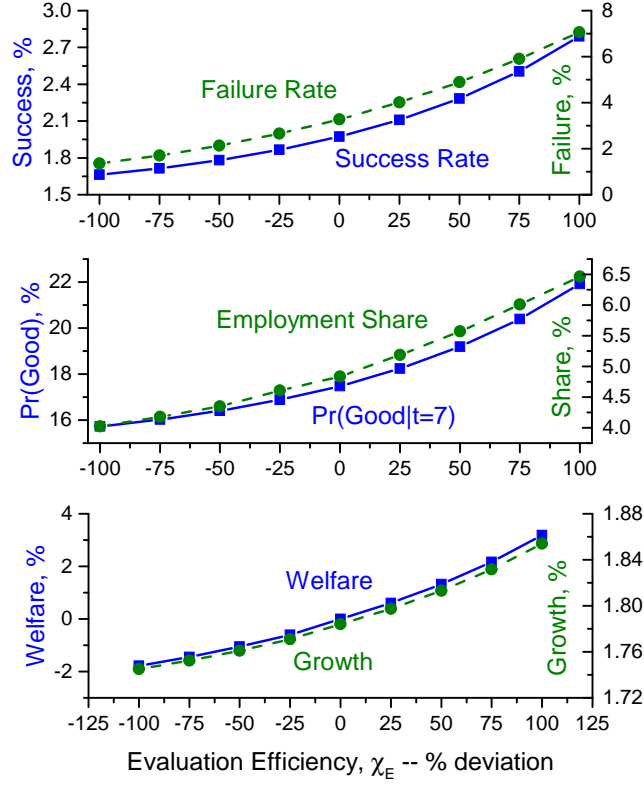 3.0
2.7
2.4
2.1
1.8
1.5
Success, %
8
6
4
2
0
Failure, %
Failure Rate
Success Rate
-100 -75 -50 -25 0 25 50 75 100
22
20
18
16
Pr(Good), %
6.5
6.0
5.5
5.0
4.5
4.0
Share, %
Employment Share
Pr(Good|t=7)
-100 -75 -50 -25 0 25 50 75 100
4
2
0
-2
Welfare, %
1.88
1.84
1.80
1.76
1.72
Growth, %
Welfare
Growth
-125 -100 -75 -50 -25 0 25 50 75 100 125
Evaluation Efficiency, χ_E -- % deviation